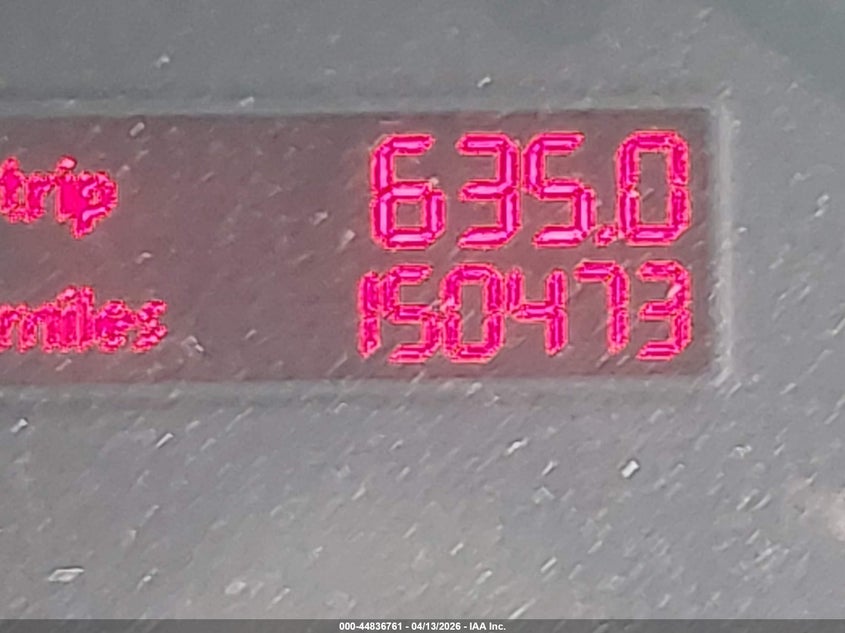 trip 635.0
miles 150473
000-44836761 - 04/13/2026 - IAA Inc.